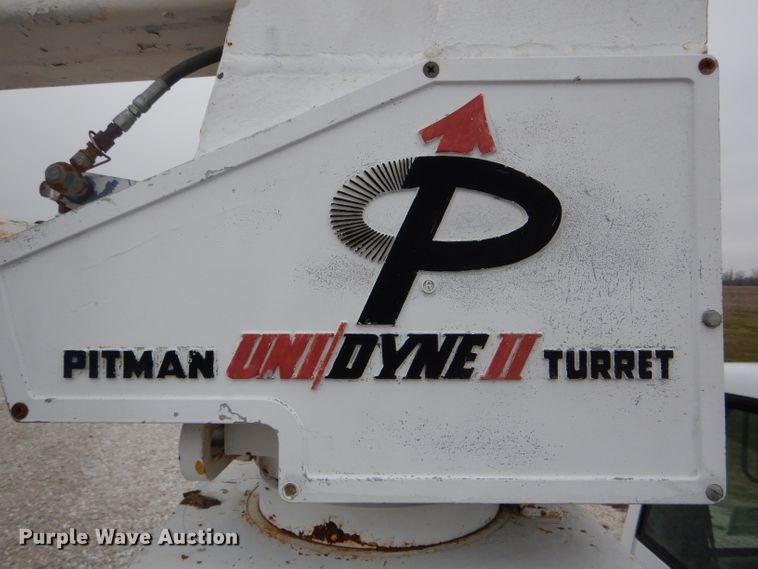 P
®
PITMAN UNI/DYNE II TURRET
Purple Wave Auction